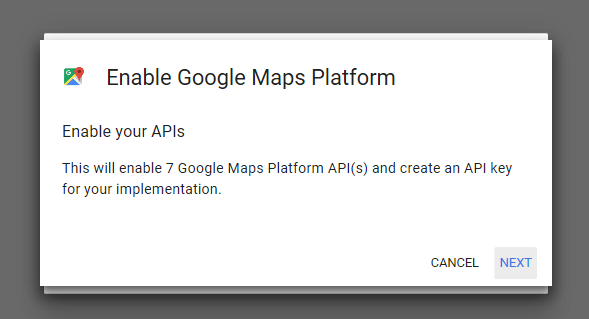 Enable Google Maps Platform
Enable your APIs
This will enable 7 Google Maps Platform API(s) and create an API key
for your implementation.
CANCEL NEXT